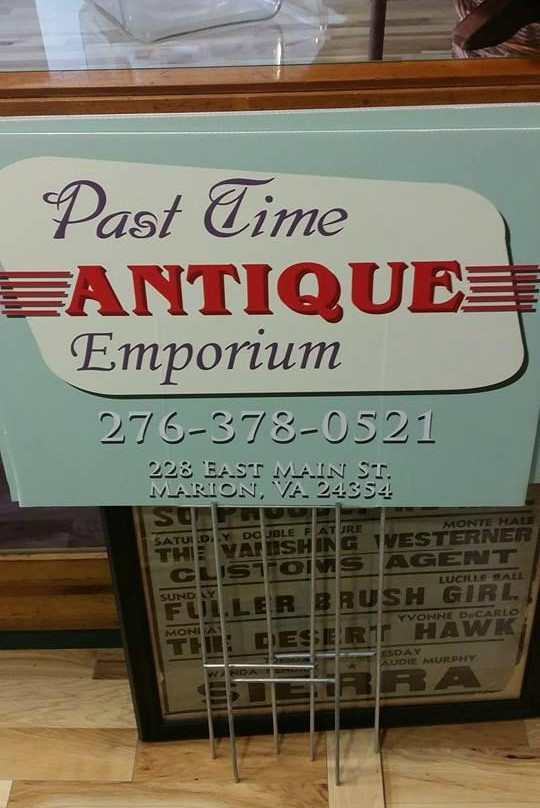 Past Time
ANTIQUE
Emporium
276-378-0521
228 East Main St.
Marion, VA 24354
SATURDAY DOUBLE FEATURE MONTE HALE
THE VANISHING WESTERNER
CUSTOMS AGENT
SUNDAY LUCILLE BALL
FULLER BRUSH GIRL
YVONNE DeCARLO
THE DESERT HAWK
WANDA AUDIE MURPHY
SIERRA